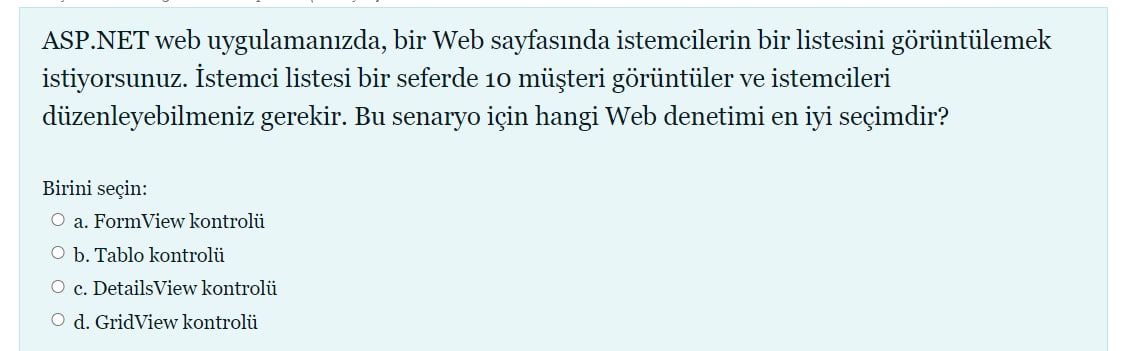 ASP.NET web uygulamanızda, bir Web sayfasında istemcilerin bir listesini görüntülemek
istiyorsunuz. İstemci listesi bir seferde 10 müşteri görüntüler ve istemcileri
düzenleyebilmeniz gerekir. Bu senaryo için hangi Web denetimi en iyi seçimdir?
Birini seçin:
a. FormView kontrolü
b. Tablo kontrolü
c. DetailsView kontrolü
d. GridView kontrolü